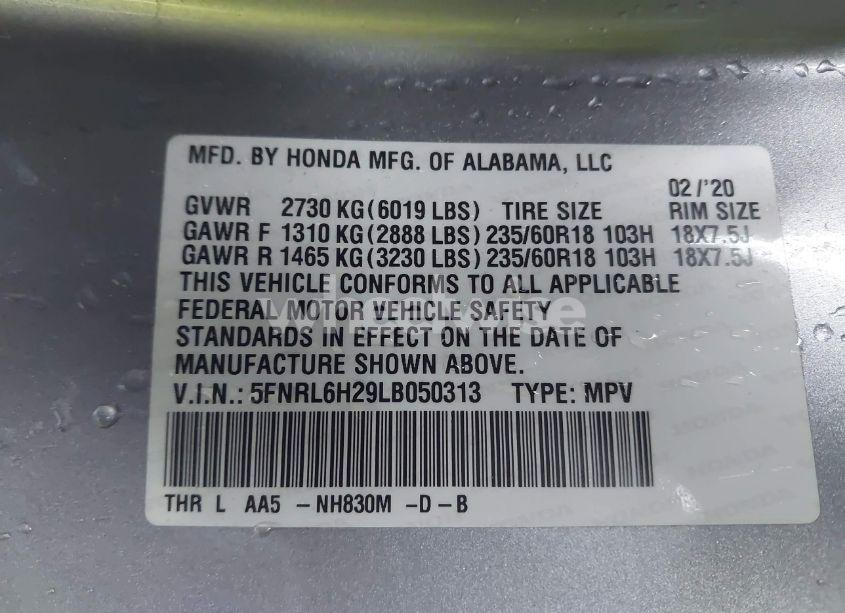 MFD. BY HONDA MFG. OF ALABAMA, LLC
02/'20
GVWR 2730 KG(6019 LBS) TIRE SIZE RIM SIZE
GAWR F 1310 KG(2888 LBS) 235/60R18 103H 18X7.5J
GAWR R 1465 KG(3230 LBS) 235/60R18 103H 18X7.5J
THIS VEHICLE CONFORMS TO ALL APPLICABLE
FEDERAL MOTOR VEHICLE SAFETY
STANDARDS IN EFFECT ON THE DATE OF
MANUFACTURE SHOWN ABOVE.
V.I.N.: 5FNRL6H29LB050313 TYPE: MPV
THR L AA5 -NH830M -D-B